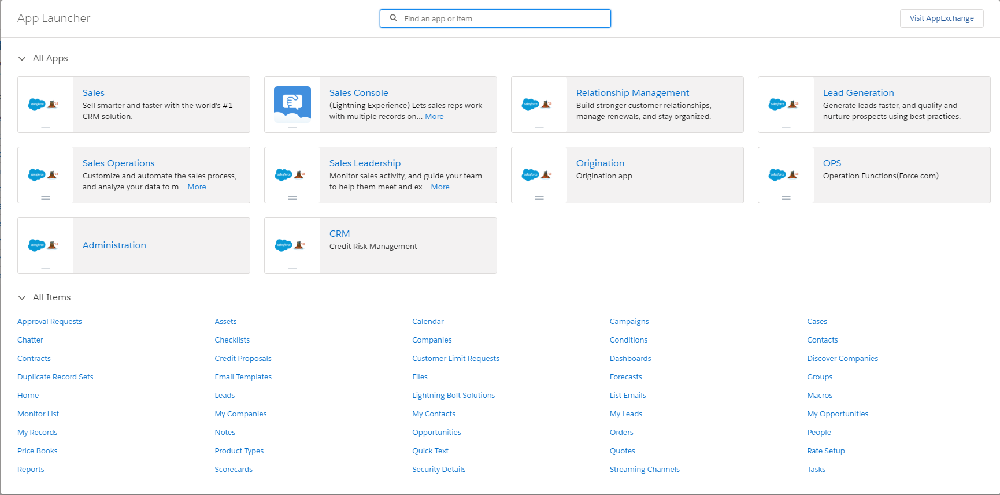 App Launcher
Find an app or item
Visit AppExchange
All Apps
salesforce
Sales
Sell smarter and faster with the world's #1
CRM solution.
Sales Console
(Lightning Experience) Lets sales reps work
with multiple records on... More
salesforce
Relationship Management
Build stronger customer relationships,
manage renewals, and stay organized.
salesforce
Lead Generation
Generate leads faster, and qualify and
nurture prospects using best practices.
salesforce
Sales Operations
Customize and automate the sales process,
and analyze your data to m... More
salesforce
Sales Leadership
Monitor sales activity, and guide your team
to help them meet and ex... More
salesforce
Origination
Origination app
salesforce
OPS
Operation Functions(Force.com)
salesforce
Administration
salesforce
CRM
Credit Risk Management
All Items
Approval Requests
Assets
Calendar
Campaigns
Cases
Chatter
Checklists
Companies
Conditions
Contacts
Contracts
Credit Proposals
Customer Limit Requests
Dashboards
Discover Companies
Duplicate Record Sets
Email Templates
Files
Forecasts
Groups
Home
Leads
Lightning Bolt Solutions
List Emails
Macros
Monitor List
My Companies
My Contacts
My Leads
My Opportunities
My Records
Notes
Opportunities
Orders
People
Price Books
Product Types
Quick Text
Quotes
Rate Setup
Reports
Scorecards
Security Details
Streaming Channels
Tasks